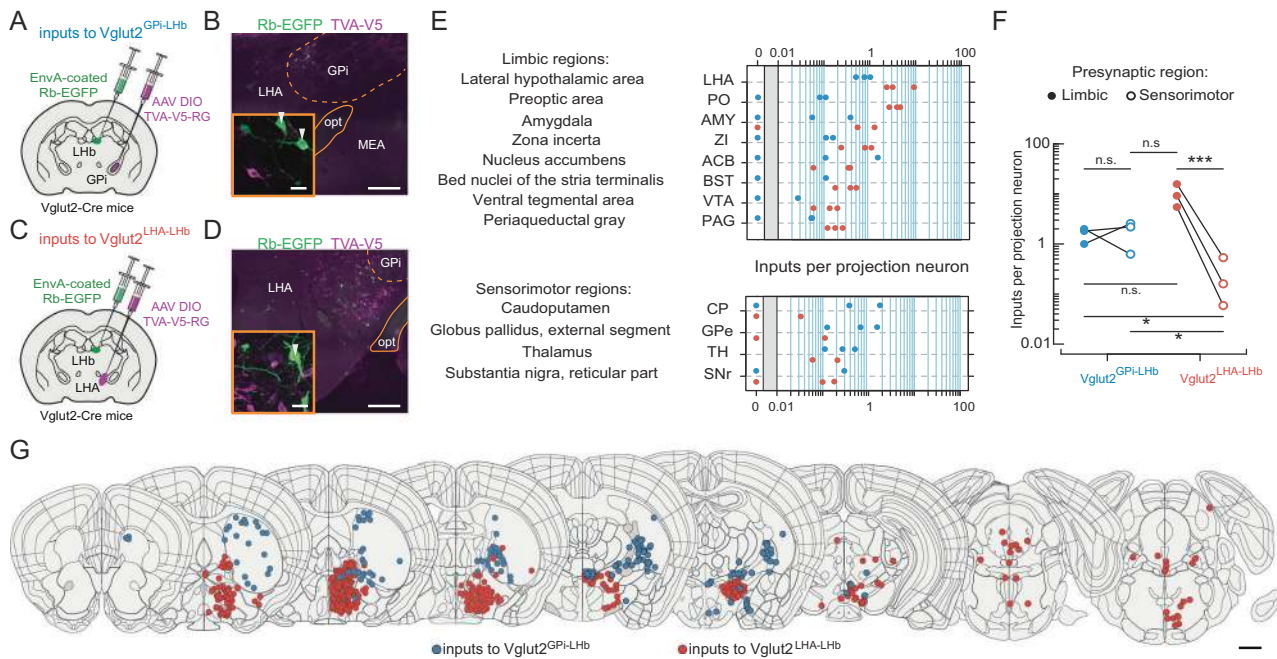 A
inputs to Vglut2GPi-LHb
EnvA-coated
Rb-EGFP
AAV DIO
TVA-V5-RG
LHb
GPi
Vglut2-Cre mice
B
Rb-EGFP TVA-V5
GPi
LHA
opt
MEA
C
inputs to Vglut2LHA-LHb
EnvA-coated
Rb-EGFP
AAV DIO
TVA-V5-RG
LHb
LHA
Vglut2-Cre mice
D
Rb-EGFP TVA-V5
GPi
LHA
opt
E
0 0.01 1 100
Limbic regions:
Lateral hypothalamic area
Preoptic area
Amygdala
Zona incerta
Nucleus accumbens
Bed nuclei of the stria terminalis
Ventral tegmental area
Periaqueductal gray
LHA
PO
AMY
ZI
ACB
BST
VTA
PAG
0 0.01 1 100
Inputs per projection neuron
Sensorimotor regions:
Caudoputamen
Globus pallidus, external segment
Thalamus
Substantia nigra, reticular part
CP
GPe
TH
SNr
0 0.01 1 100
F
Presynaptic region:
Limbic Sensorimotor
n.s. n.s ***
Inputs per projection neuron
100
1
0.01
n.s.
*
*
Vglut2GPi-LHb Vglut2LHA-LHb
G
inputs to Vglut2GPi-LHb inputs to Vglut2LHA-LHb